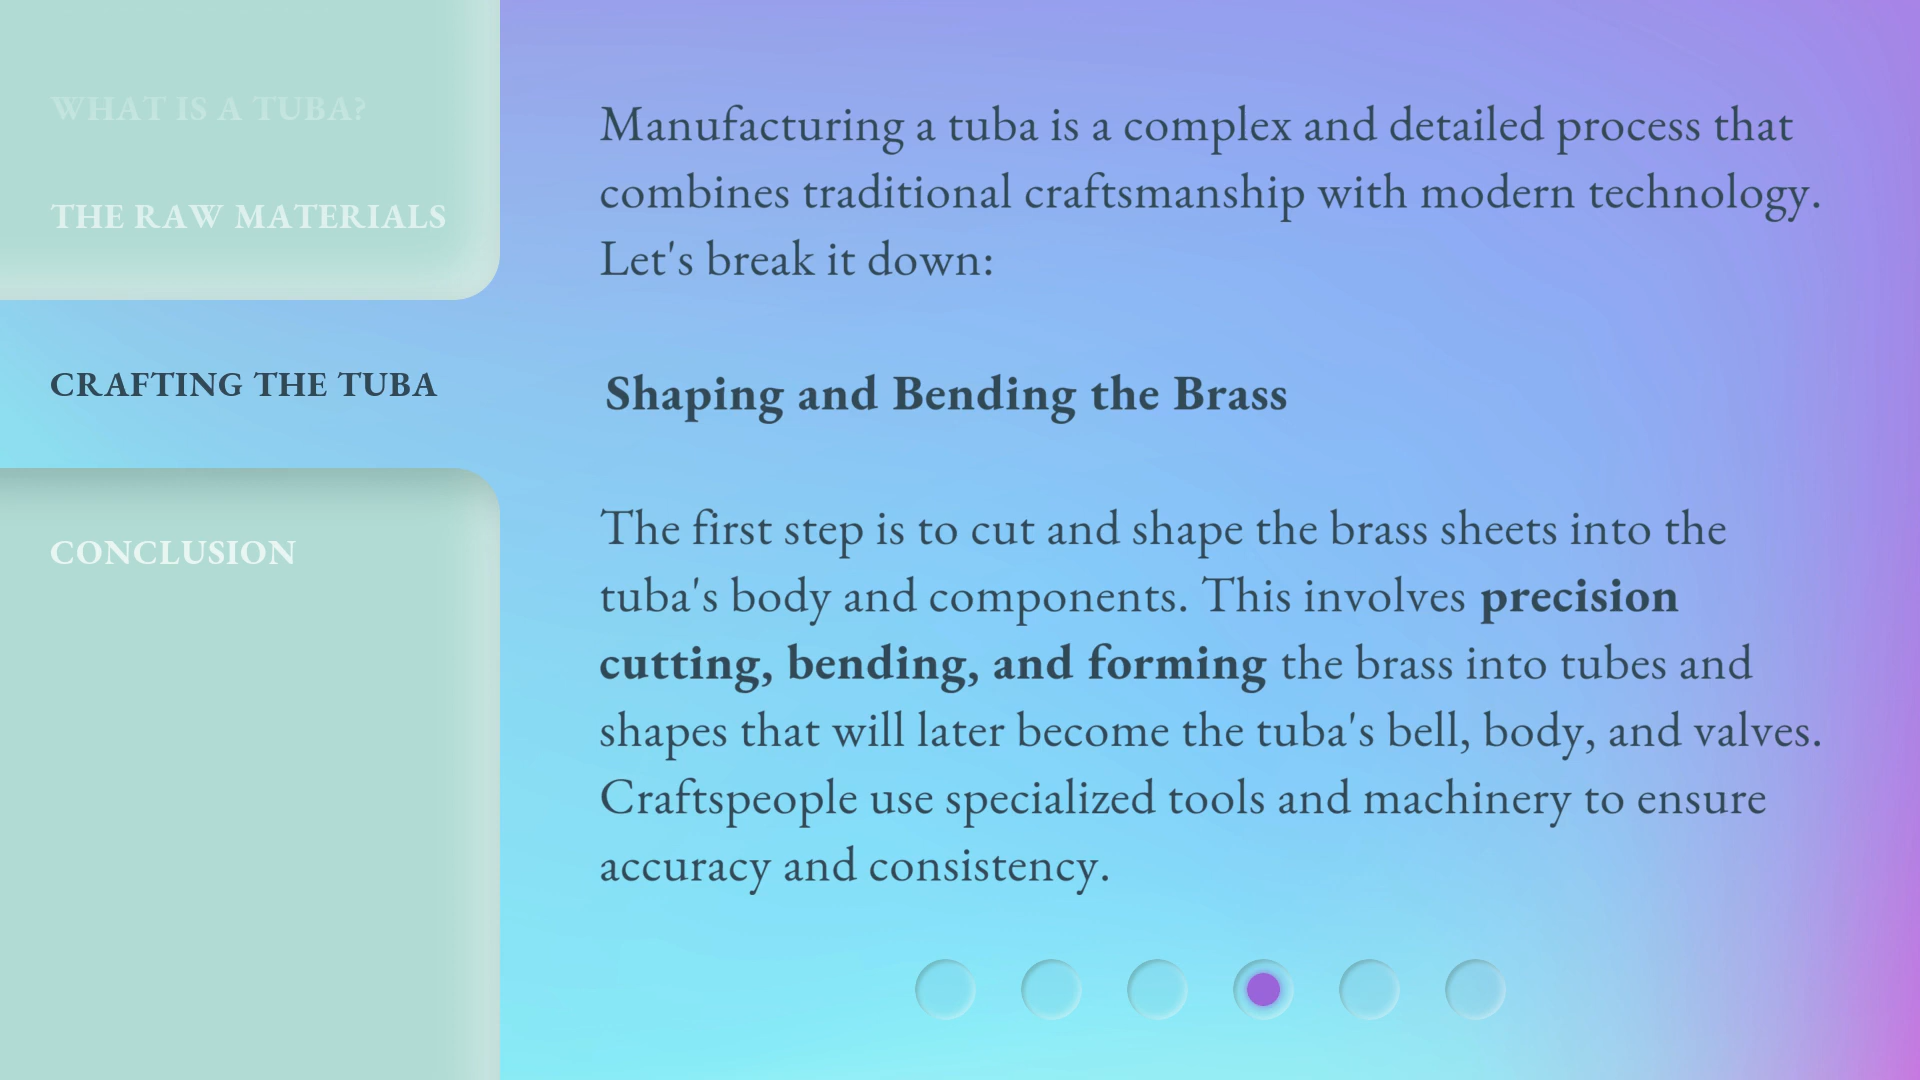 WHAT IS A TUBA?
THE RAW MATERIALS
CRAFTING THE TUBA
CONCLUSION
Manufacturing a tuba is a complex and detailed process that
combines traditional craftsmanship with modern technology.
Let's break it down:
Shaping and Bending the Brass
The first step is to cut and shape the brass sheets into the
tuba's body and components. This involves precision
cutting, bending, and forming the brass into tubes and
shapes that will later become the tuba's bell, body, and valves.
Craftspeople use specialized tools and machinery to ensure
accuracy and consistency.